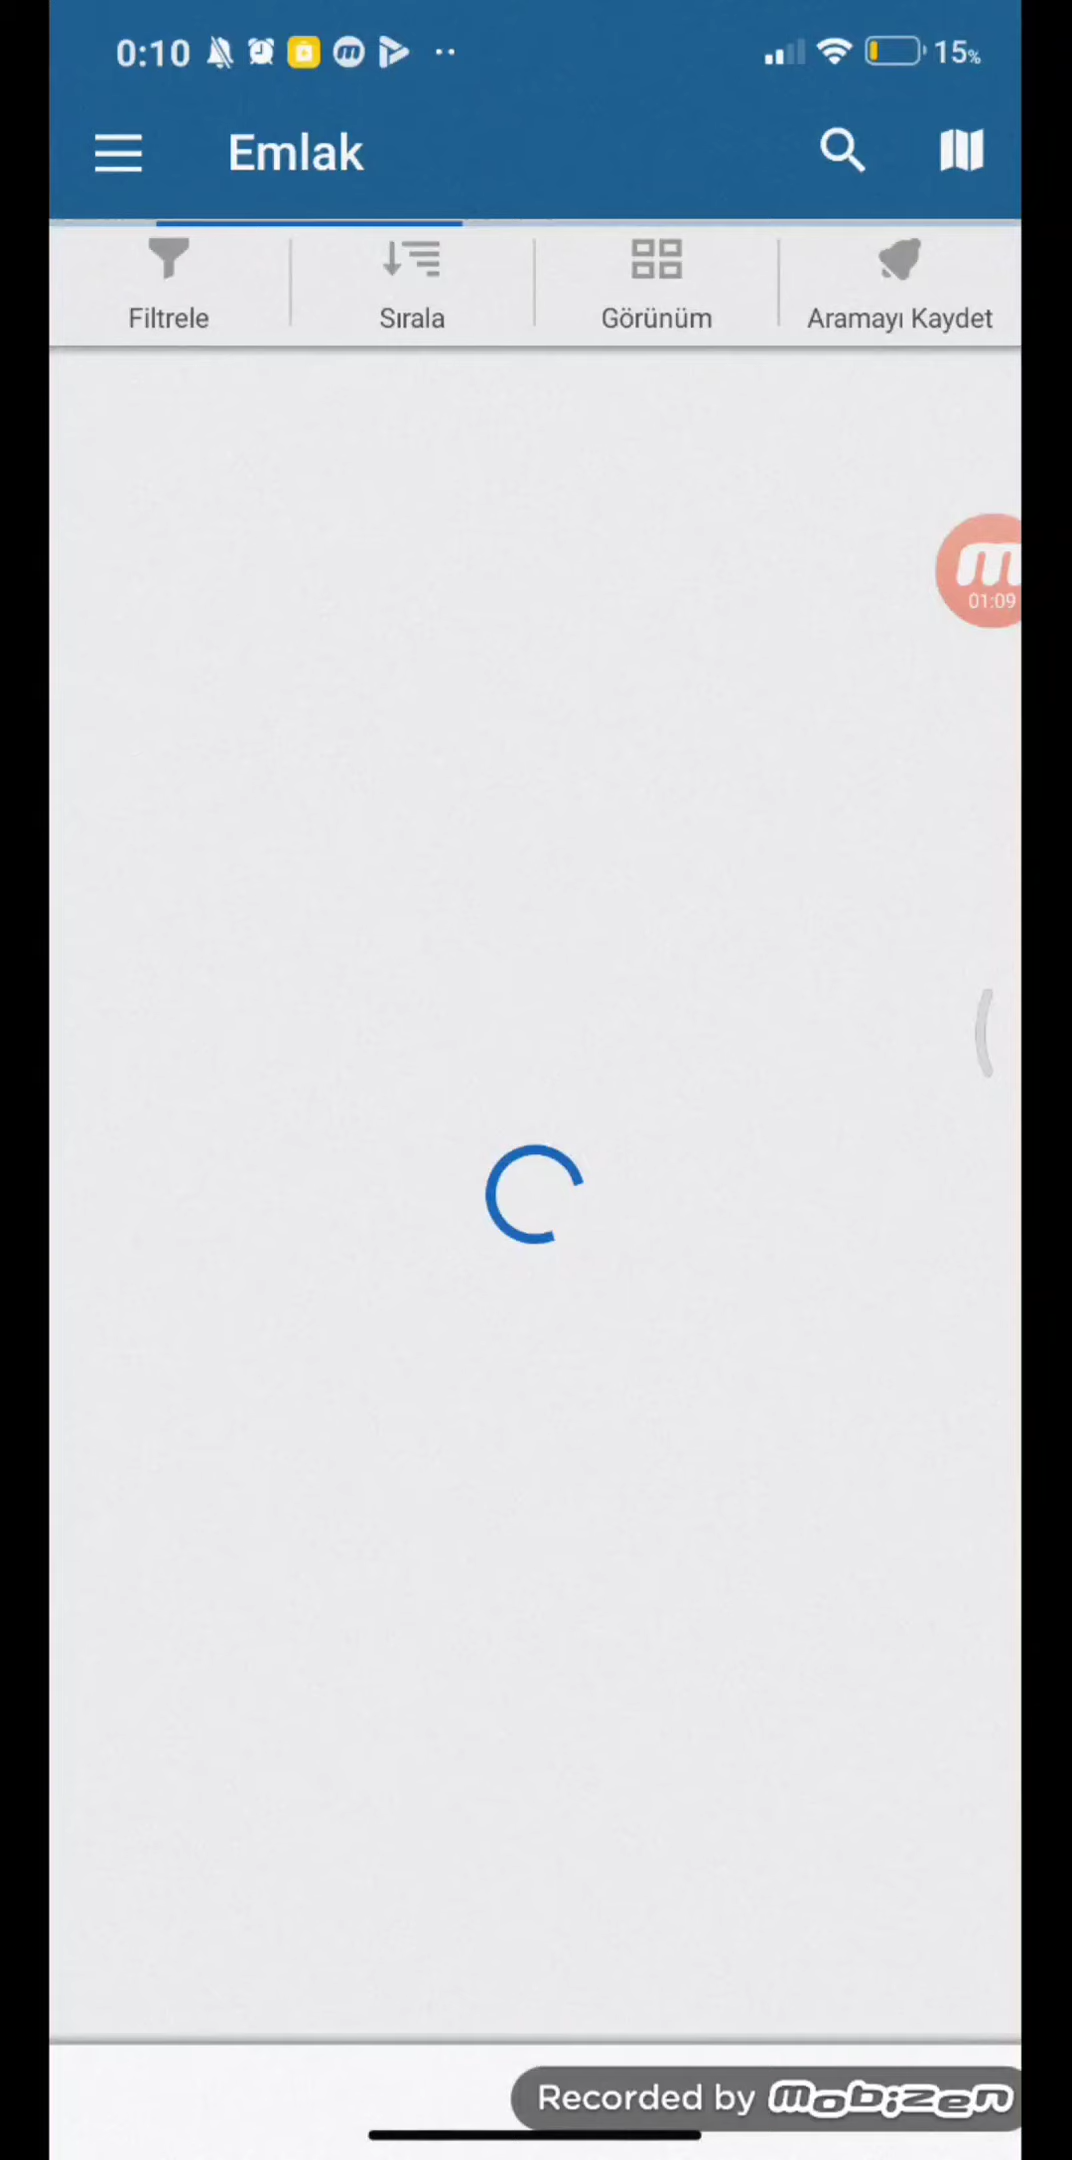 0:10 15%
Emlak
Filtrele Sırala Görünüm Aramayı Kaydet
01:09
Recorded by mobizen